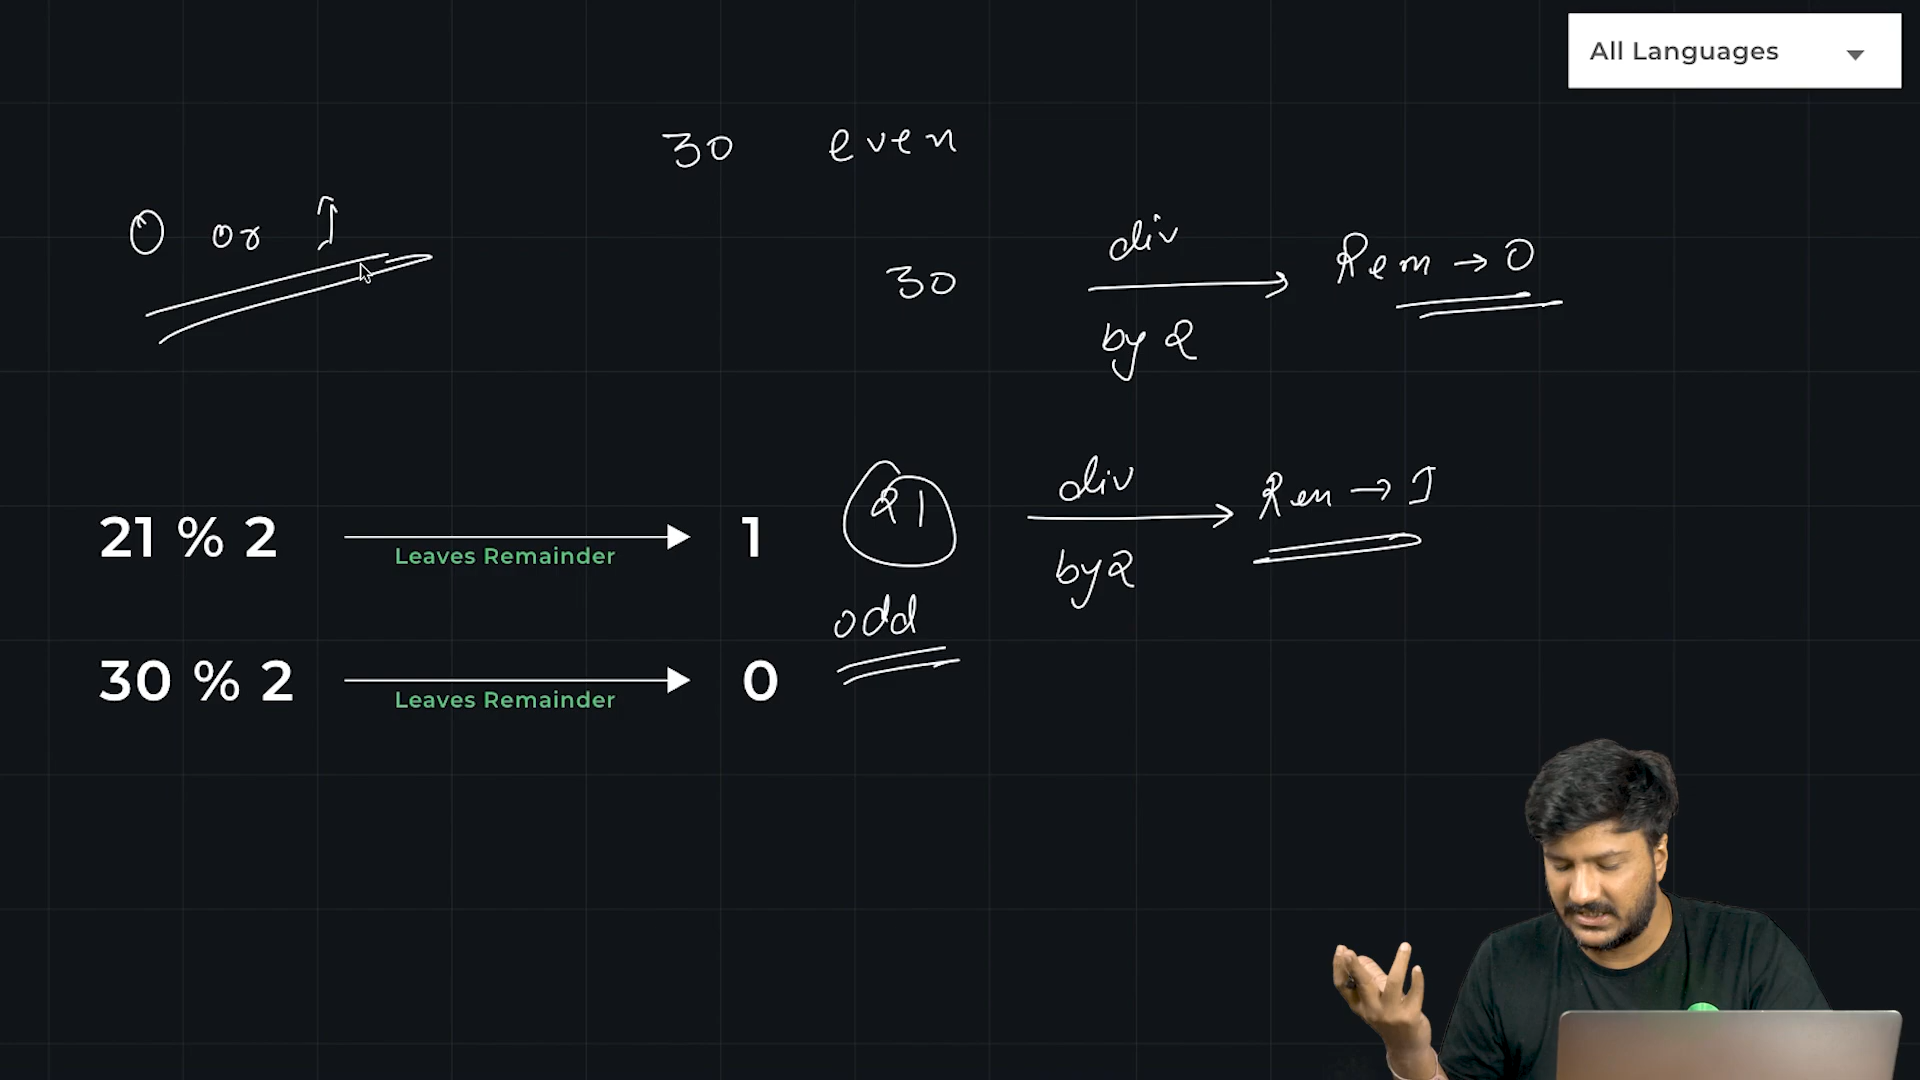 All Languages
30 even
0 or 1
div
30 Rem → 0
by 2
div
21 Rem → 1
by 2
21 % 2 Leaves Remainder 1
odd
30 % 2 Leaves Remainder 0